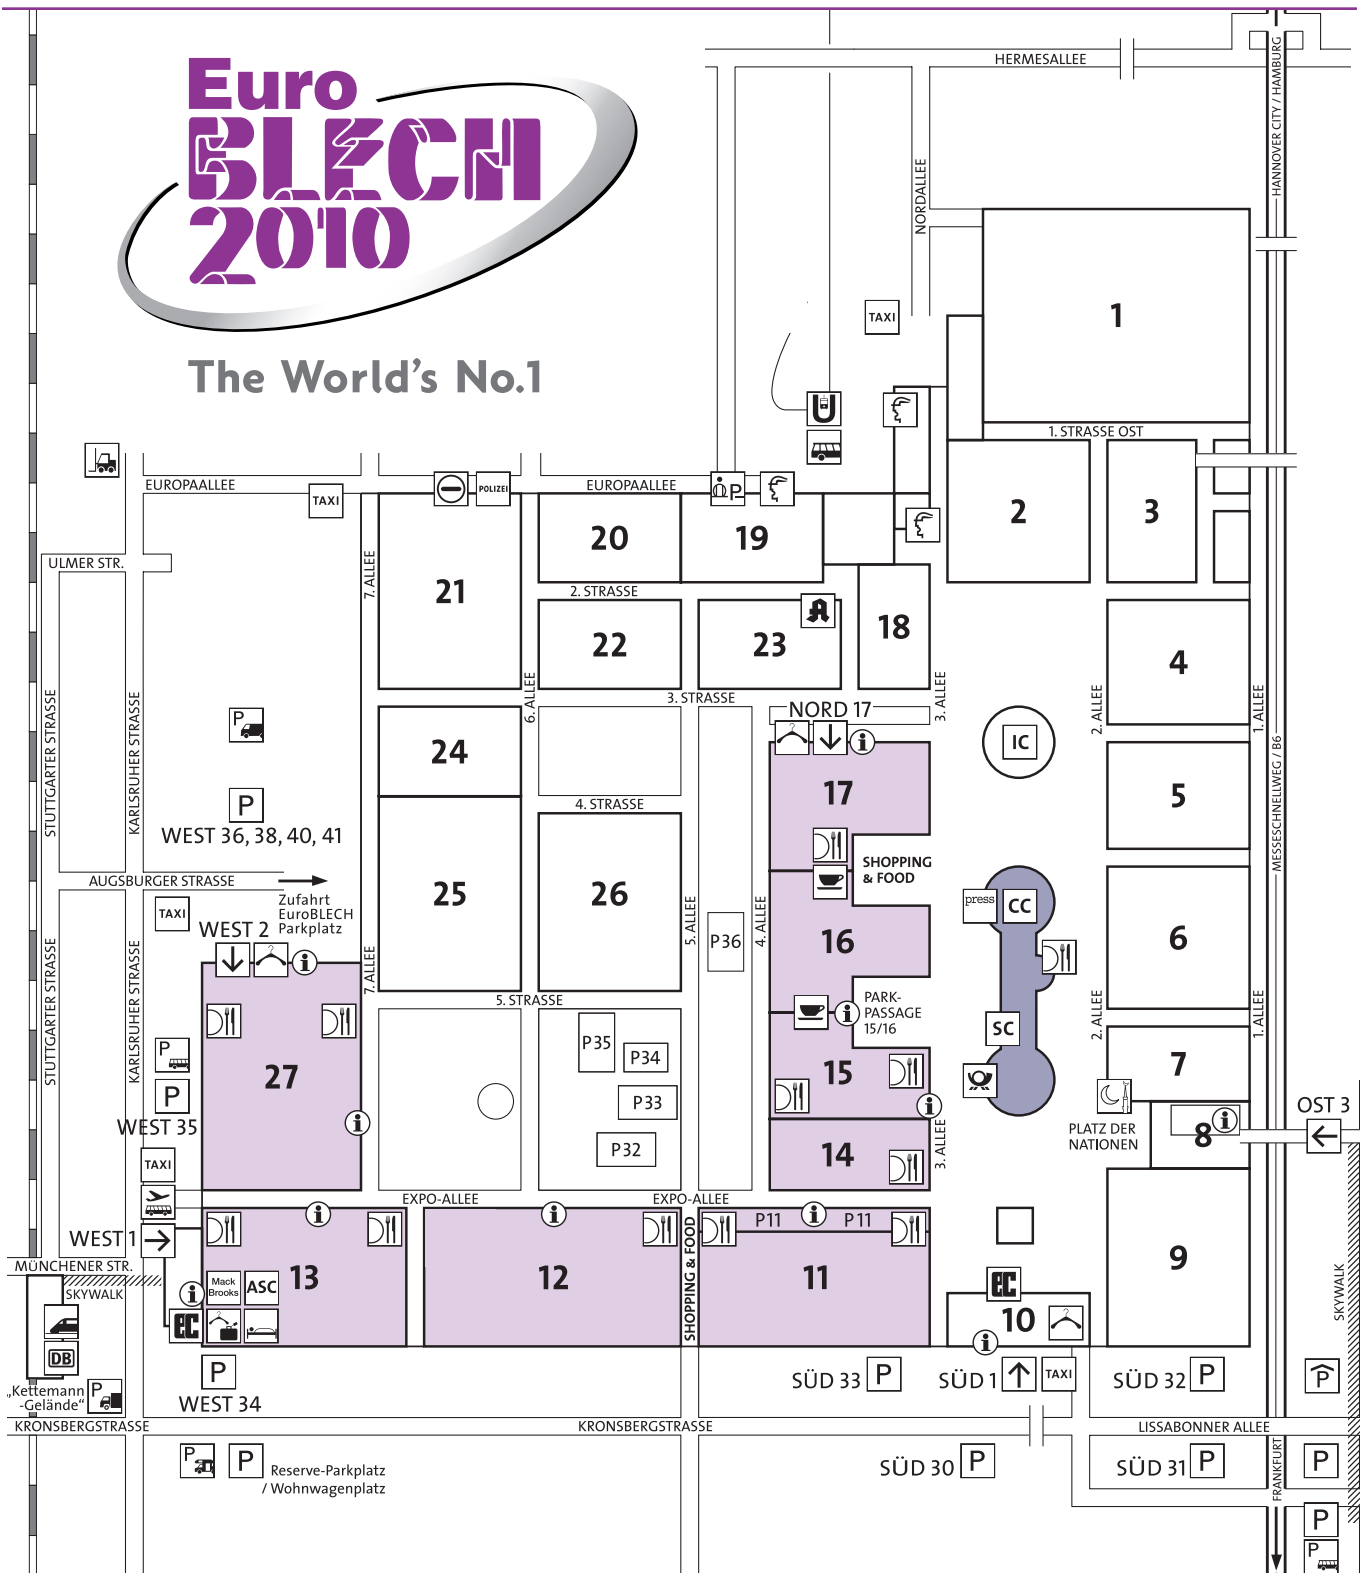 Euro
BLECH
2010
The World's No.1
HERMESALLEE
HANNOVER CITY / HAMBURG
NORDALLEE
TAXI
1
1. STRASSE OST
U
EUROPAALLEE
TAXI
POLIZEI
EUROPAALLEE
P
2
3
20
19
ULMER STR.
7. ALLEE
21
2. STRASSE
22
23
A
18
4
6. ALLEE
3. STRASSE
3. ALLEE
2. ALLEE
1. ALLEE
STUTTGARTER STRASSE
KARLSRUHER STRASSE
P
NORD 17
i
IC
MESSESCHNELLWEG / B6
24
17
5
P
4. STRASSE
WEST 36, 38, 40, 41
SHOPPING
& FOOD
AUGSBURGER STRASSE
Zufahrt
EuroBLECH
Parkplatz
25
26
TAXI
WEST 2
i
5. ALLEE
P36
4. ALLEE
16
press
CC
6
STUTTGARTER STRASSE
KARLSRUHER STRASSE
7. ALLEE
5. STRASSE
i
PARK-
PASSAGE
15/16
SC
2. ALLEE
1. ALLEE
P
P35
P34
27
15
7
P
WEST 35
i
P33
i
P32
PLATZ DER
NATIONEN
8
i
OST 3
TAXI
14
3. ALLEE
EXPO-ALLEE
EXPO-ALLEE
WEST 1
i
i
P11
i
P11
MÜNCHENER STR.
SKYWALK
13
12
SHOPPING & FOOD
11
9
SKYWALK
i
Mack
Brooks
ASC
ec
ec
10
i
DB
P
WEST 34
„Kettemann
-Gelände“
P
SÜD 33
P
SÜD 1
TAXI
SÜD 32
P
P
KRONSBERGSTRASSE
KRONSBERGSTRASSE
LISSABONNER ALLEE
P
P
Reserve-Parkplatz
/ Wohnwagenplatz
SÜD 30
P
SÜD 31
P
FRANKFURT
P
P
P